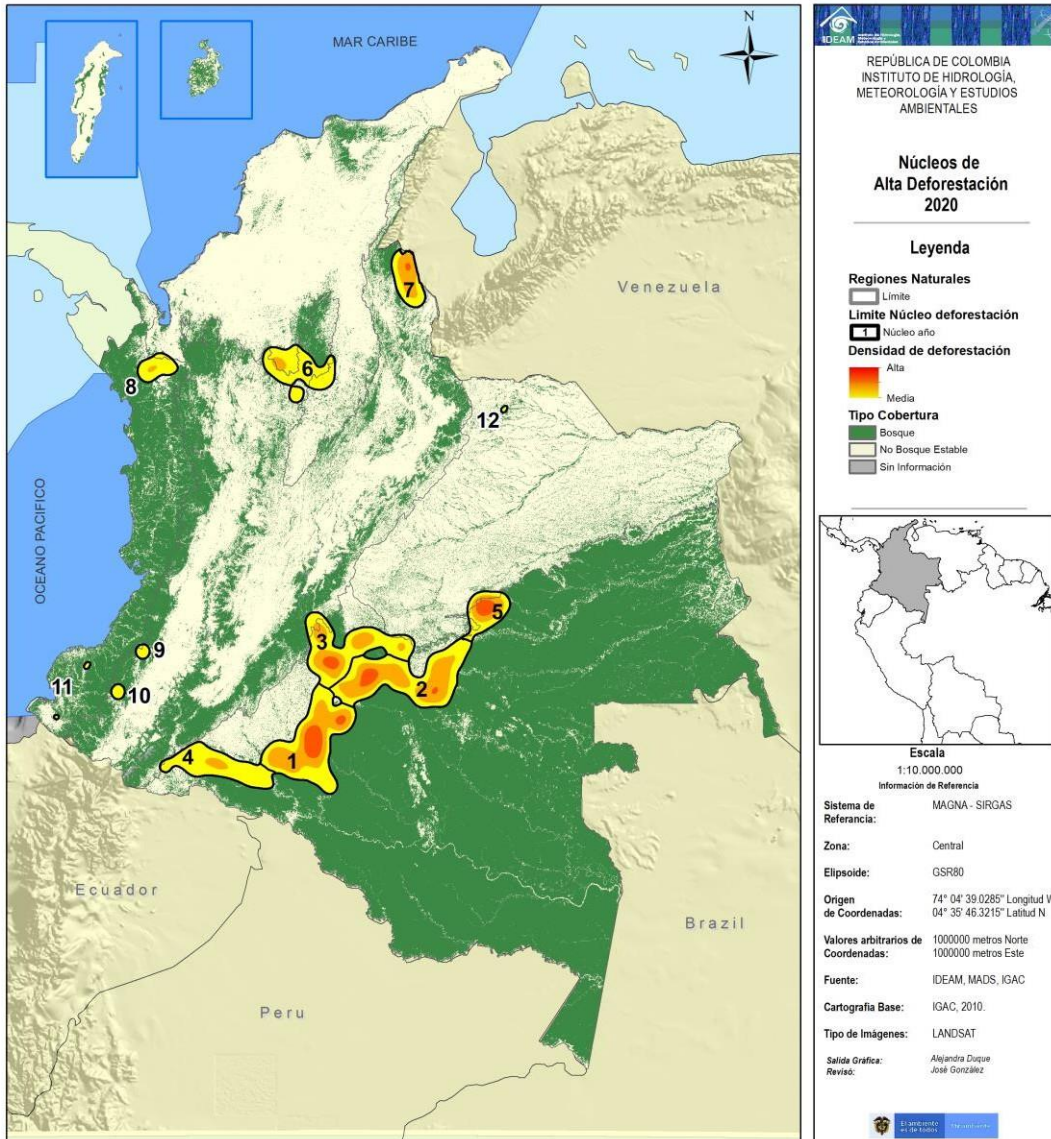 MAR CARIBE
N
Venezuela
7
6
8
12
OCEANO PACIFICO
5
3
9
2
11
10
4
1
Ecuador
Brazil
Peru
IDEAM
REPÚBLICA DE COLOMBIA
INSTITUTO DE HIDROLOGÍA,
METEOROLOGÍA Y ESTUDIOS
AMBIENTALES
Núcleos de
Alta Deforestación
2020
Leyenda
Regiones Naturales
Límite
Limite Núcleo deforestación
1 Núcleo año
Densidad de deforestación
Alta
Media
Tipo Cobertura
Bosque
No Bosque Estable
Sin Información
Escala
1:10.000.000
Información de Referencia
Sistema de MAGNA - SIRGAS
Referancia:
Zona: Central
Elipsoide: GSR80
Origen 74° 04' 39.0285" Longitud W
de Coordenadas: 04° 35' 46.3215" Latitud N
Valores arbitrarios de 1000000 metros Norte
Coordenadas: 1000000 metros Este
Fuente: IDEAM, MADS, IGAC
Cartografía Base: IGAC, 2010.
Tipo de Imágenes: LANDSAT
Salida Gráfica: Alejandra Duque
Revisó: José González
El ambiente
es de todos